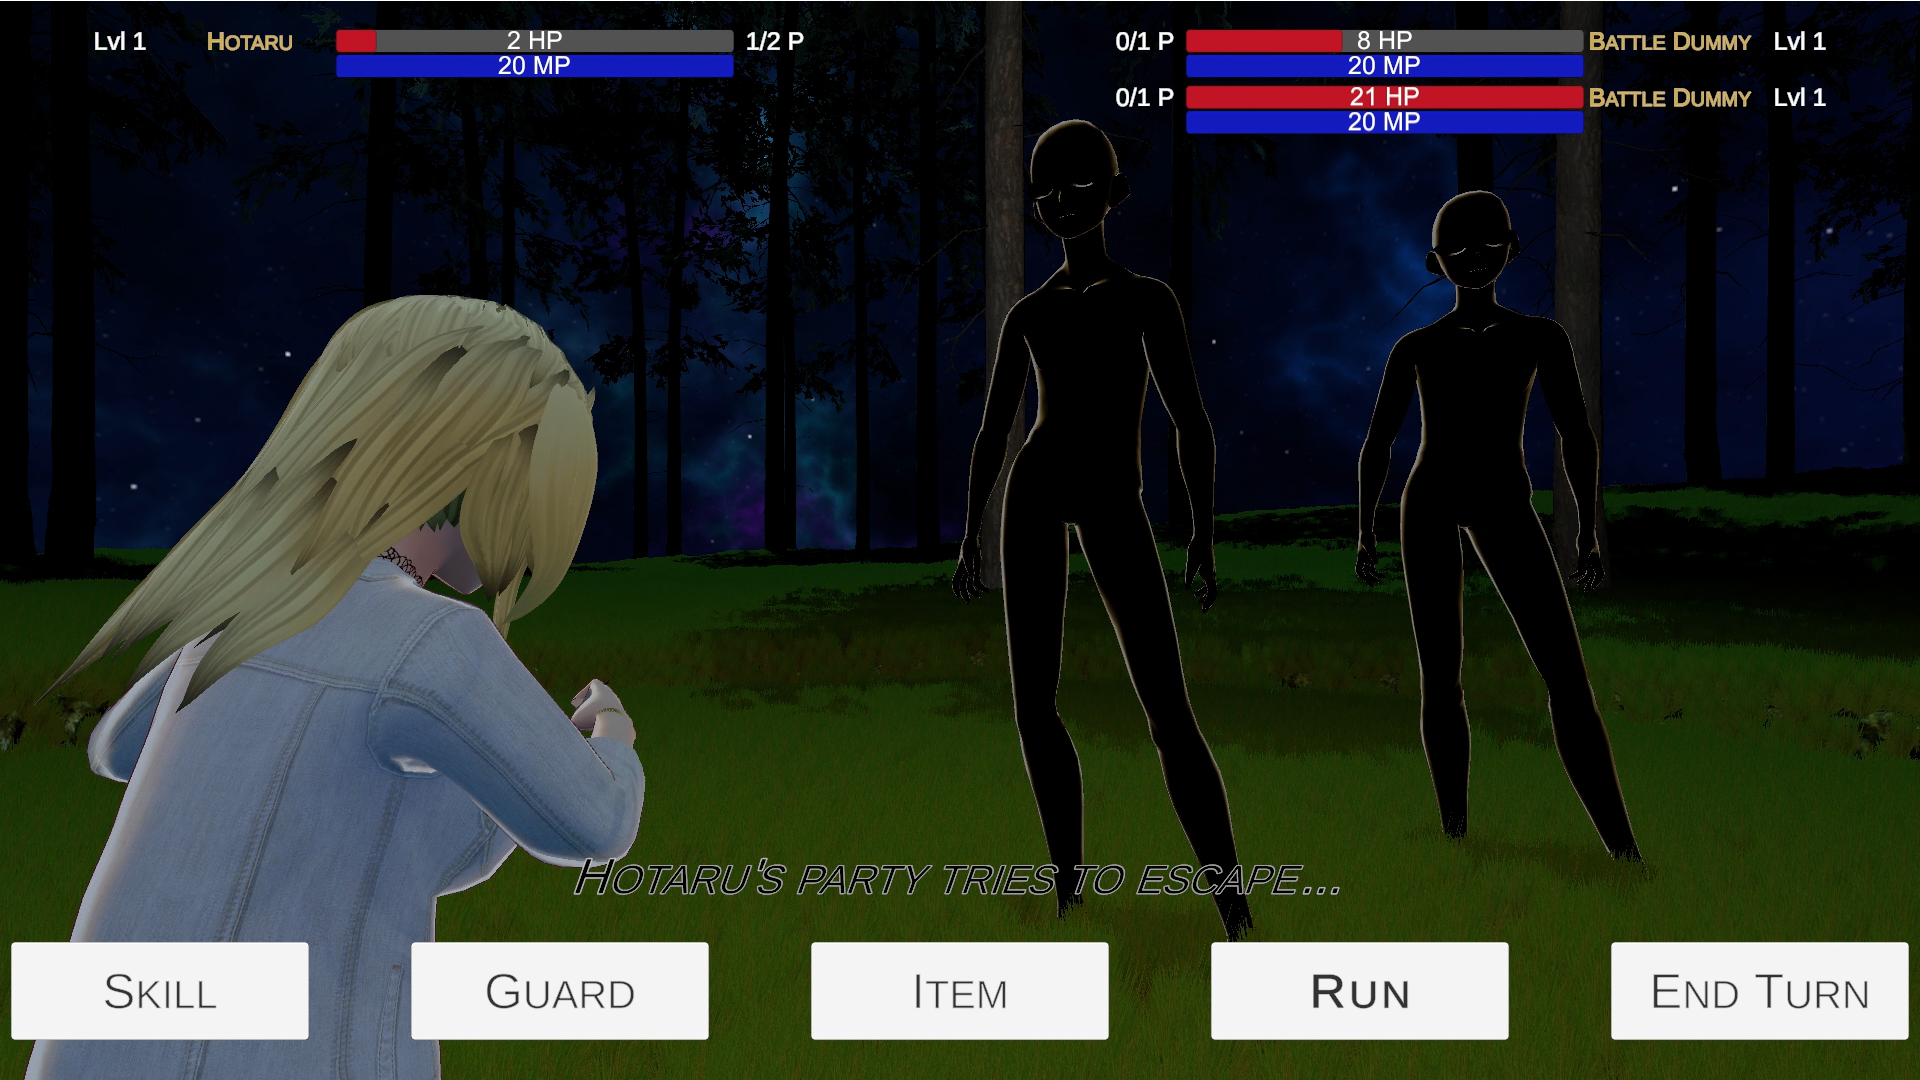 Lvl 1 HOTARU 2 HP 1/2 P
20 MP
0/1 P 8 HP BATTLE DUMMY Lvl 1
20 MP
0/1 P 21 HP BATTLE DUMMY Lvl 1
20 MP
HOTARU'S PARTY TRIES TO ESCAPE...
SKILL
GUARD
ITEM
RUN
END TURN